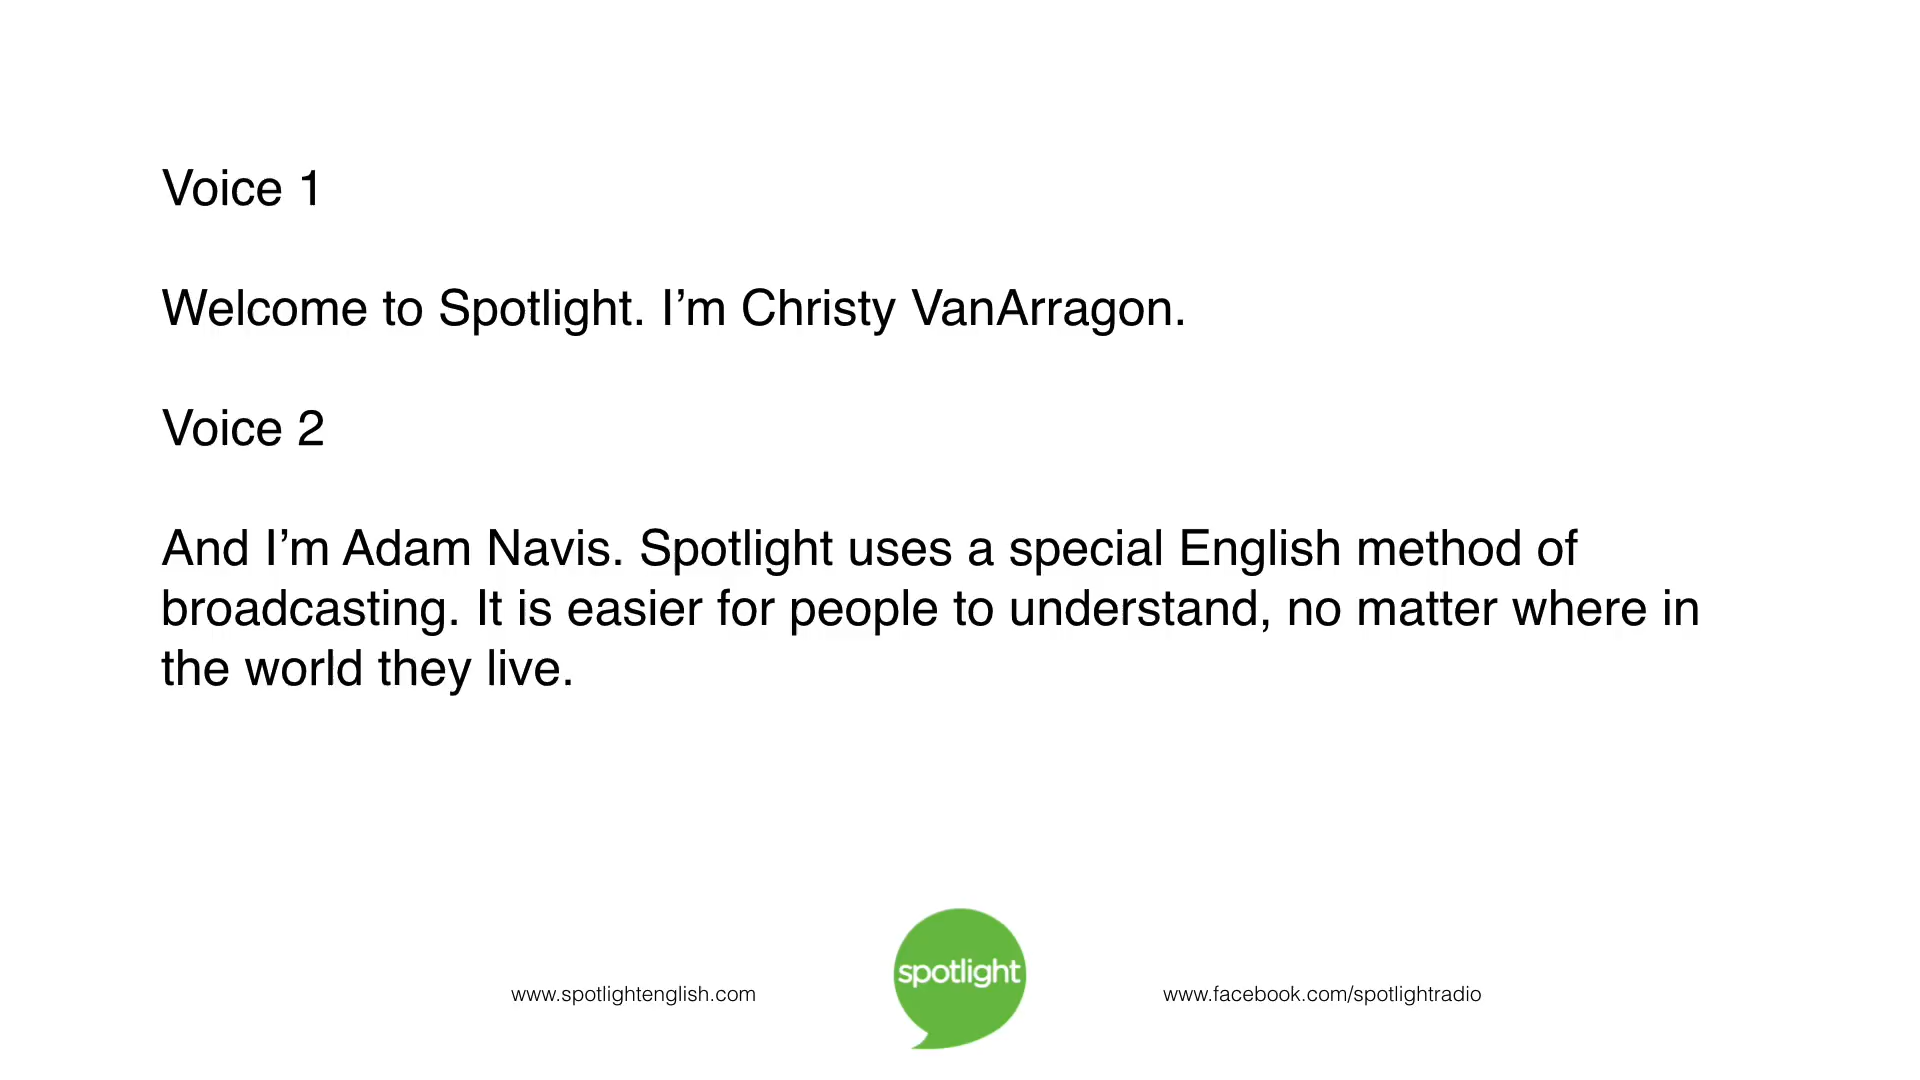 Voice 1
Welcome to Spotlight. I’m Christy VanArragon.
Voice 2
And I’m Adam Navis. Spotlight uses a special English method of
broadcasting. It is easier for people to understand, no matter where in
the world they live.
www.spotlightenglish.com
spotlight
www.facebook.com/spotlightradio